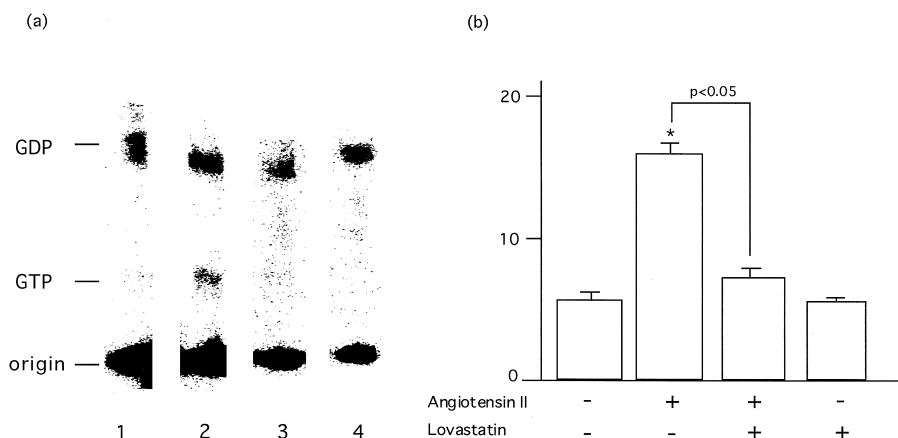 (a)
(b)
GDP
GTP
origin
1 2 3 4
20
10
0
p<0.05
*
Angiotensin II - + + -
Lovastatin - - + +